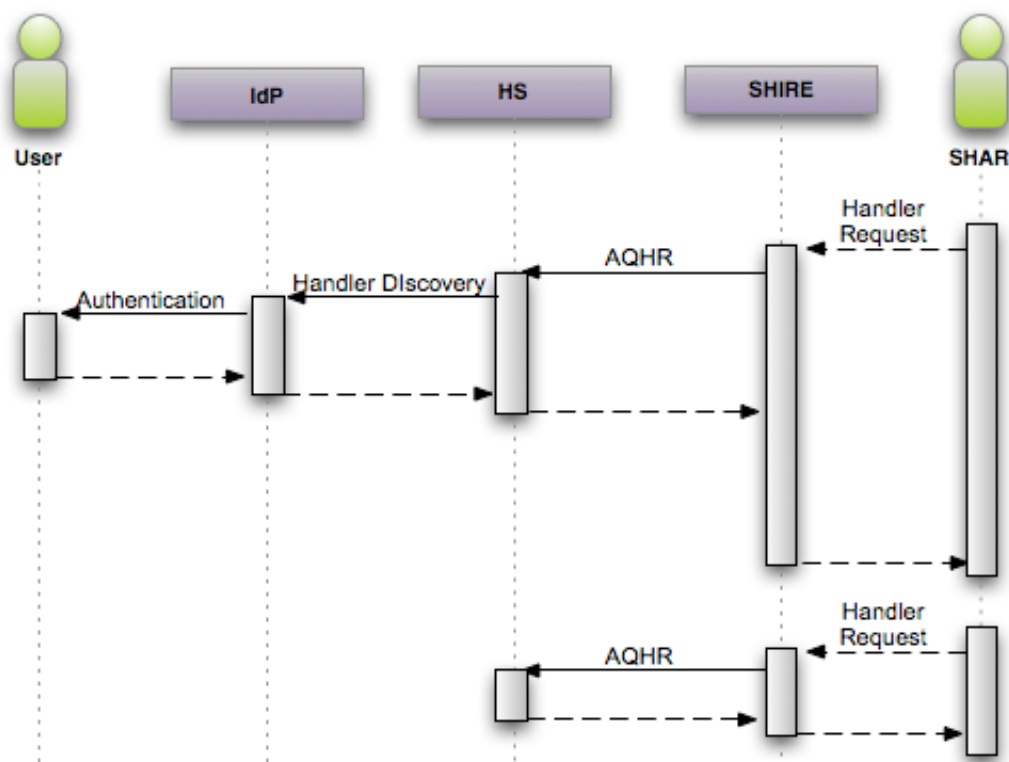 IdP
HS
SHIRE
User
SHAR
Handler
Request
AQHR
Handler DIscovery
Authentication
Handler
Request
AQHR